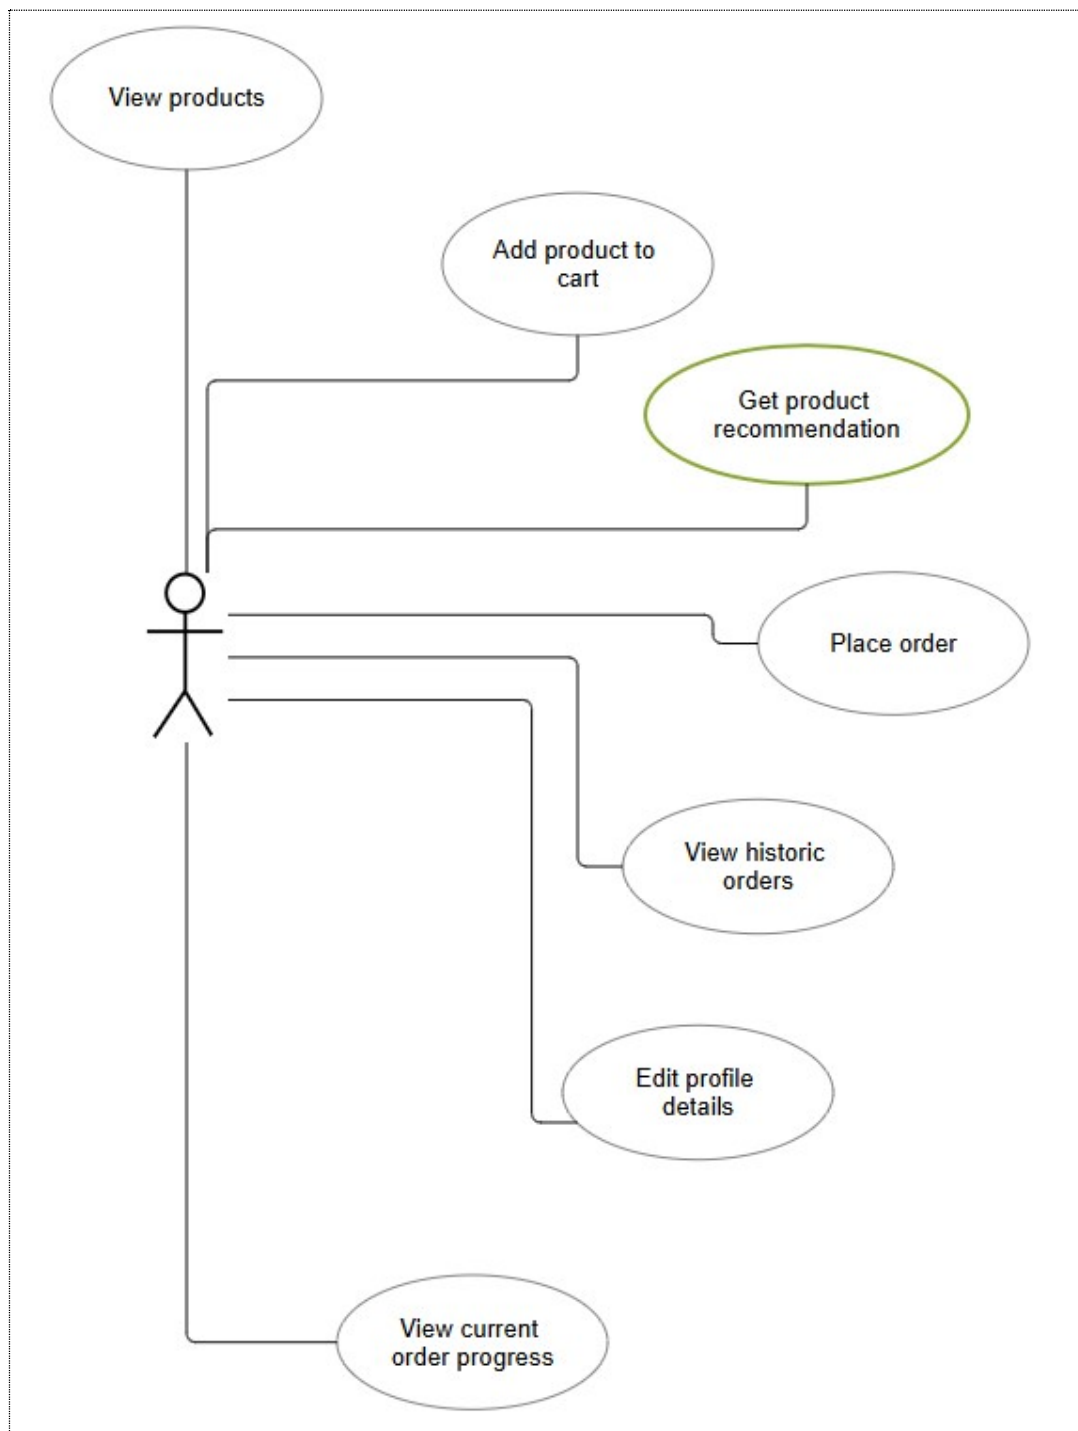 View products
Add product to
cart
Get product
recommendation
Place order
View historic
orders
Edit profile
details
View current
order progress